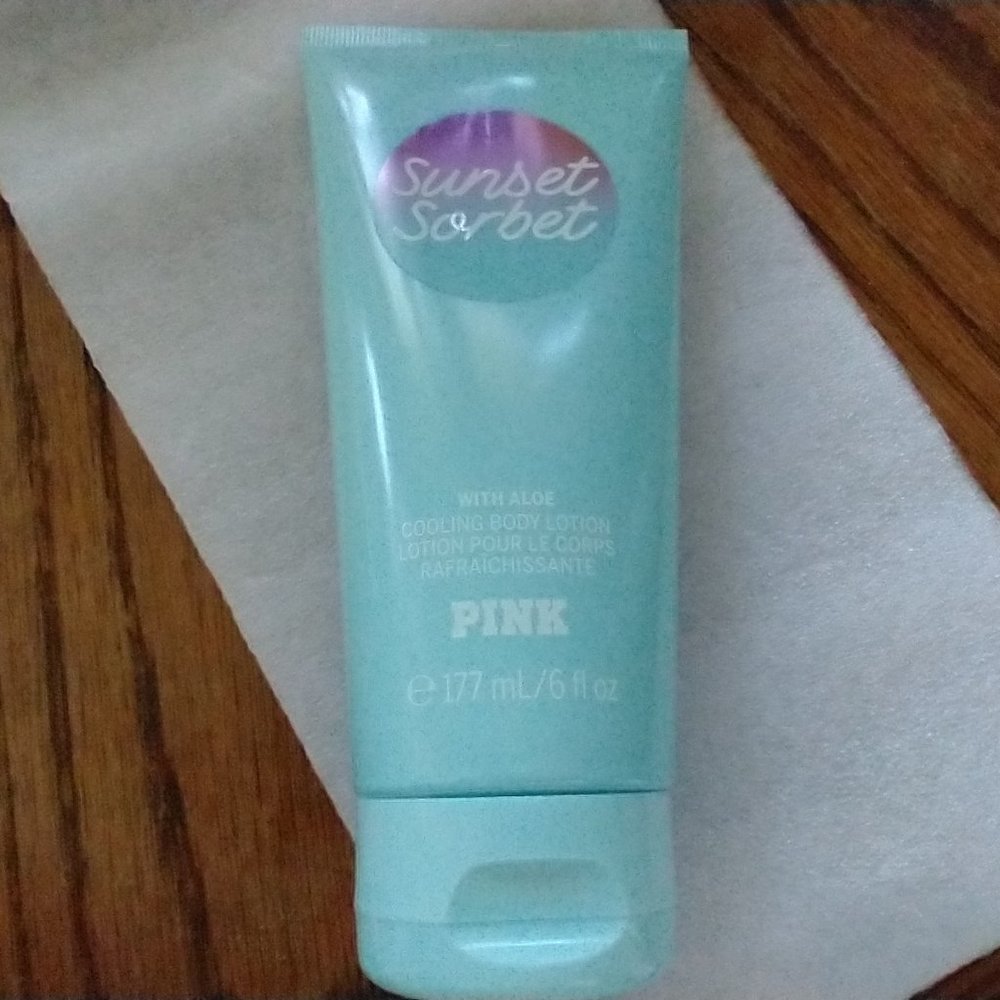 Sunset
Sorbet
WITH ALOE
COOLING BODY LOTION
LOTION POUR LE CORPS
RAFRAICHISSANTE
PINK
℮ 177 mL/6 fl oz